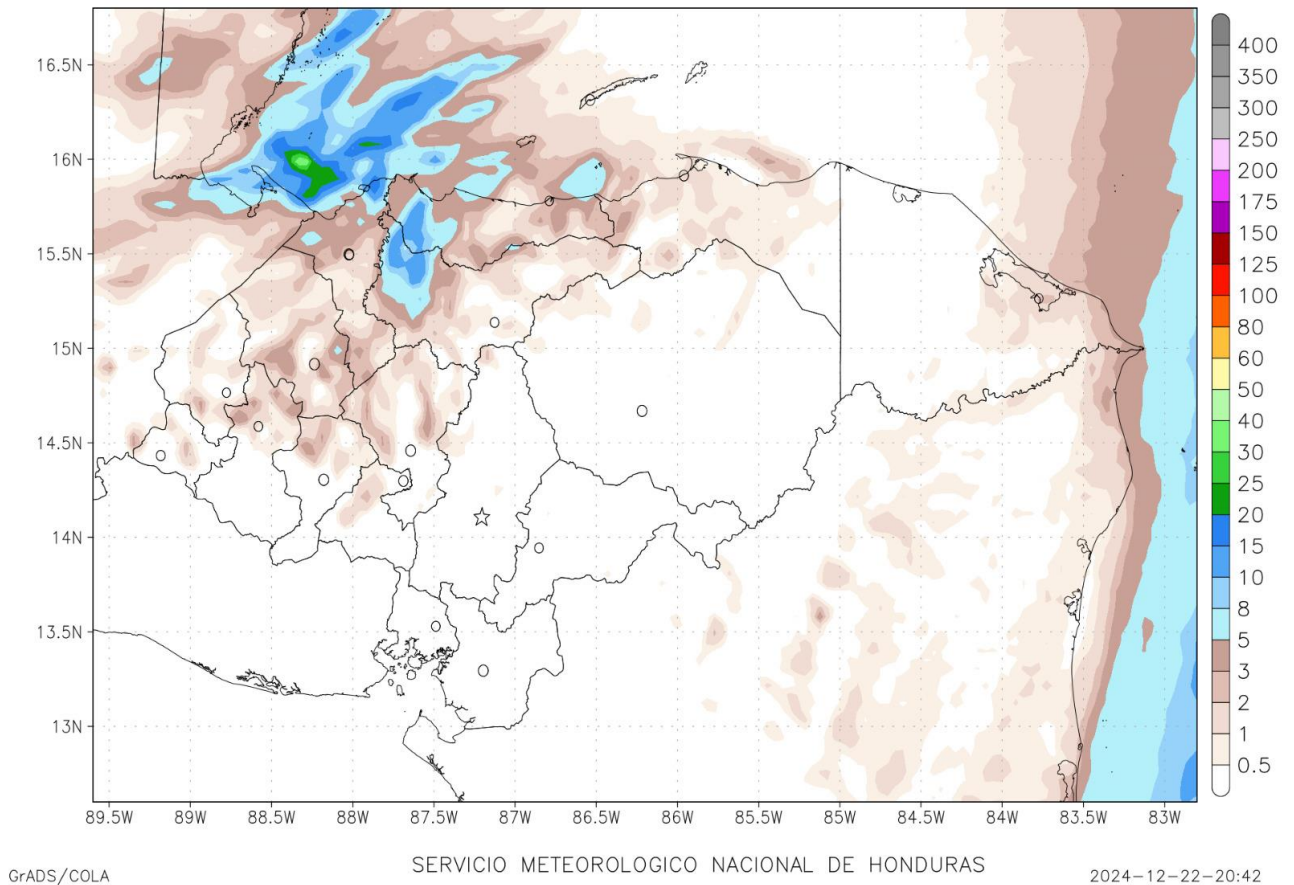 16.5N
16N
15.5N
15N
14.5N
14N
13.5N
13N
89.5W 89W 88.5W 88W 87.5W 87W 86.5W 86W 85.5W 85W 84.5W 84W 83.5W 83W
400
350
300
250
200
175
150
125
100
80
60
50
40
30
25
20
15
10
8
5
3
2
1
0.5
SERVICIO METEOROLOGICO NACIONAL DE HONDURAS
GrADS/COLA
2024-12-22-20:42